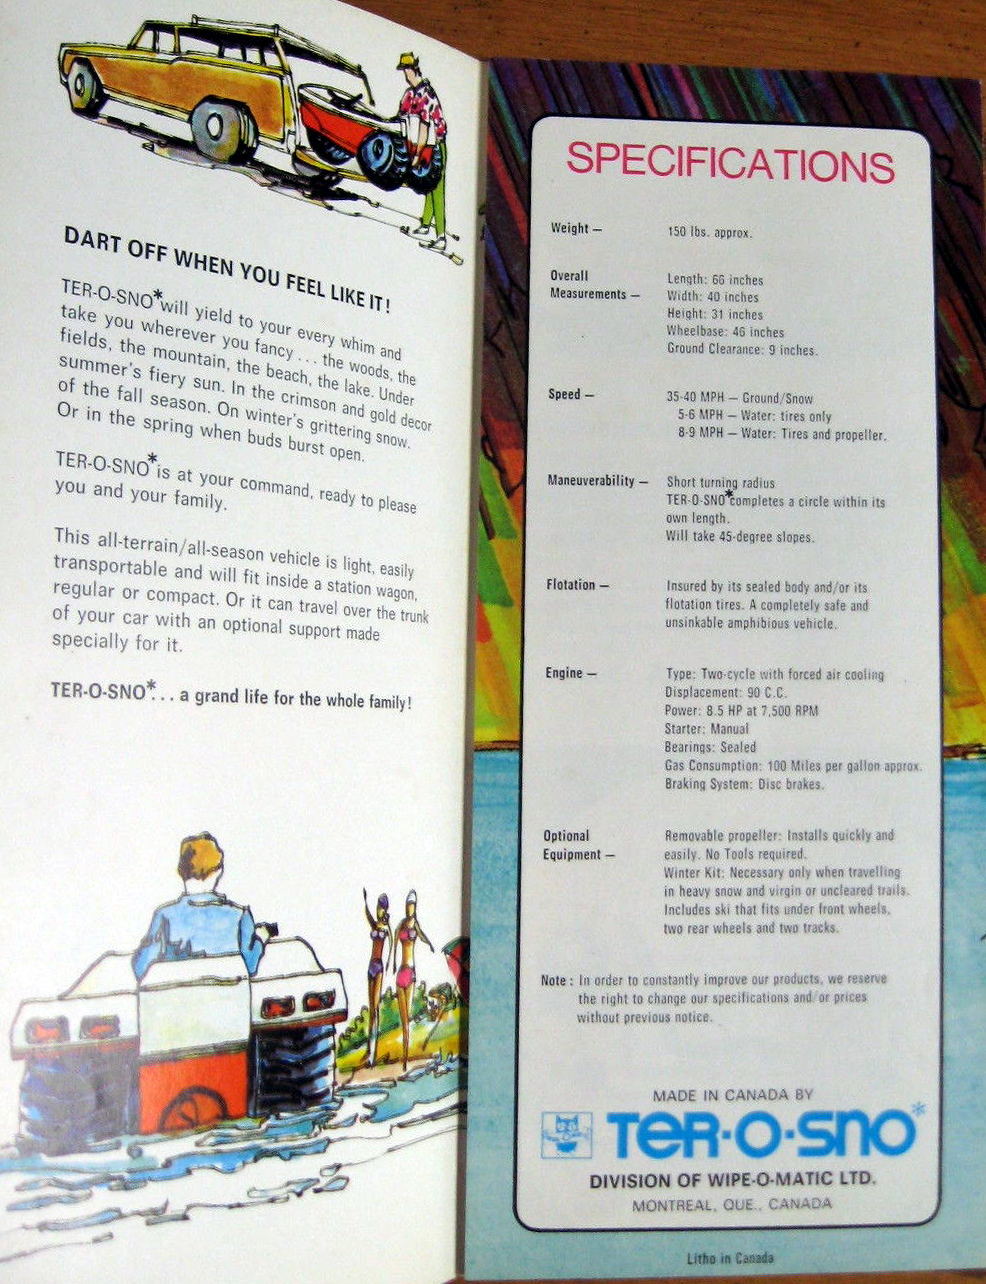 DART OFF WHEN YOU FEEL LIKE IT!
TER-O-SNO* will yield to your every whim and
take you wherever you fancy . . . the woods, the
fields, the mountain, the beach, the lake. Under
summer's fiery sun. In the crimson and gold decor
of the fall season. On winter's grittering snow.
Or in the spring when buds burst open.
TER-O-SNO* is at your command, ready to please
you and your family.
This all-terrain/all-season vehicle is light, easily
transportable and will fit inside a station wagon,
regular or compact. Or it can travel over the trunk
of your car with an optional support made
specially for it.
TER-O-SNO*. . . a grand life for the whole family!
SPECIFICATIONS
Weight — 150 lbs. approx.
Overall Length: 66 inches
Measurements — Width: 40 inches
Height: 31 inches
Wheelbase: 46 inches
Ground Clearance: 9 inches.
Speed — 35-40 MPH — Ground/Snow
5-6 MPH — Water: tires only
8-9 MPH — Water: Tires and propeller.
Maneuverability — Short turning radius
TER-O-SNO* completes a circle within its
own length.
Will take 45-degree slopes.
Flotation — Insured by its sealed body and/or its
flotation tires. A completely safe and
unsinkable amphibious vehicle.
Engine — Type: Two-cycle with forced air cooling
Displacement: 90 C.C.
Power: 8.5 HP at 7,500 RPM
Starter: Manual
Bearings: Sealed
Gas Consumption: 100 Miles per gallon approx.
Braking System: Disc brakes.
Optional Removable propeller: Installs quickly and
Equipment — easily. No Tools required.
Winter Kit: Necessary only when travelling
in heavy snow and virgin or uncleared trails.
Includes ski that fits under front wheels,
two rear wheels and two tracks.
Note : In order to constantly improve our products, we reserve
the right to change our specifications and/or prices
without previous notice.
MADE IN CANADA BY
TER·O·SNO*
DIVISION OF WIPE-O-MATIC LTD.
MONTREAL, QUE., CANADA
Litho in Canada